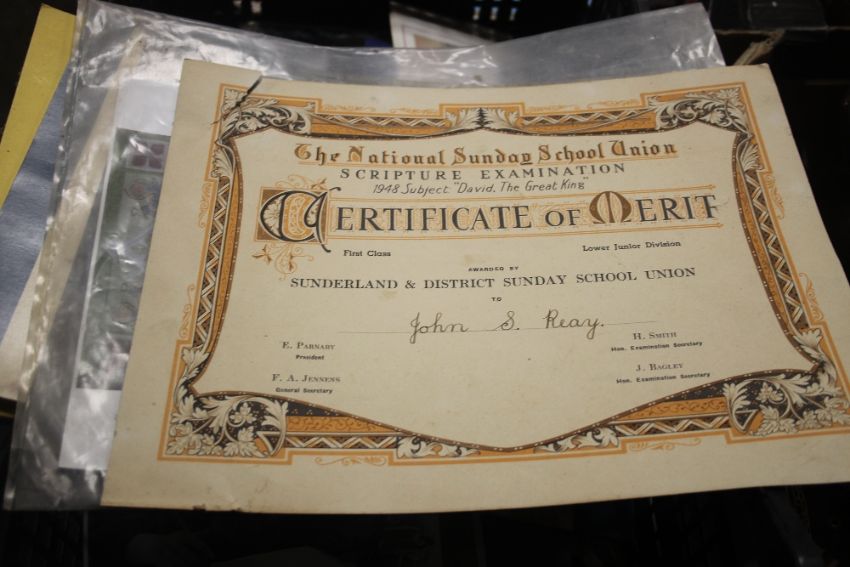 The National Sunday School Union
SCRIPTURE EXAMINATION
1948 Subject: "David, The Great King"
CERTIFICATE OF MERIT
First Class Lower Junior Division
AWARDED BY
SUNDERLAND & DISTRICT SUNDAY SCHOOL UNION
TO
John S. Reay.
E. PARNABY
President
H. SMITH
Hon. Examination Secretary
F. A. JENNENS
General Secretary
J. BAGLEY
Hon. Examination Secretary